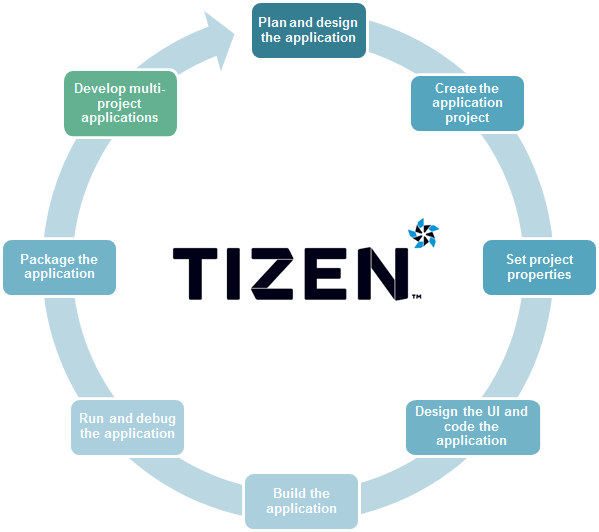 Plan and design
the application
Create the
application
project
Set project
properties
Design the UI and
code the
application
Build the
application
Run and debug
the application
Package the
application
Develop multi-
project
applications
TIZEN™